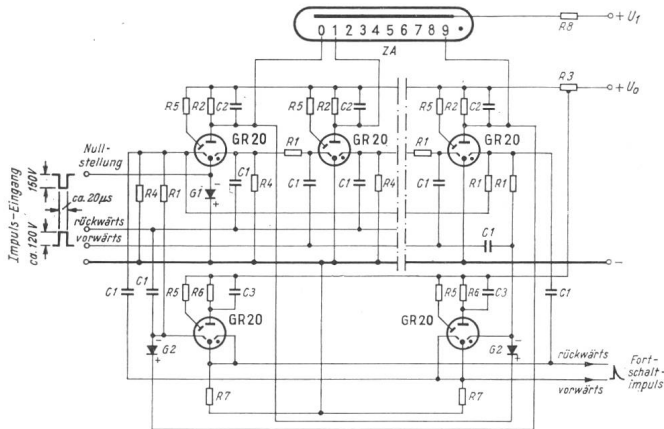 0 1 2 3 4 5 6 7 8 9
ZA
R8
+U₁
R3
+U₀
R5 R2 C2
R5 R2 C2
R5 R2 C2
GR20
GR20
GR20
R1
R1
Nullstellung
Impuls-Eingang
150V
ca. 20µs
ca. 120V
rückwärts
vorwärts
R4 R1
G1
C1
R4
C1
C1
R4
C1
R1 R1
C1
–
C1
C1
R5 R6 C3
R5 R6 C3
C1
GR20
GR20
G2
G2
R7
R7
rückwärts
vorwärts
Fort-
schalt-
impuls